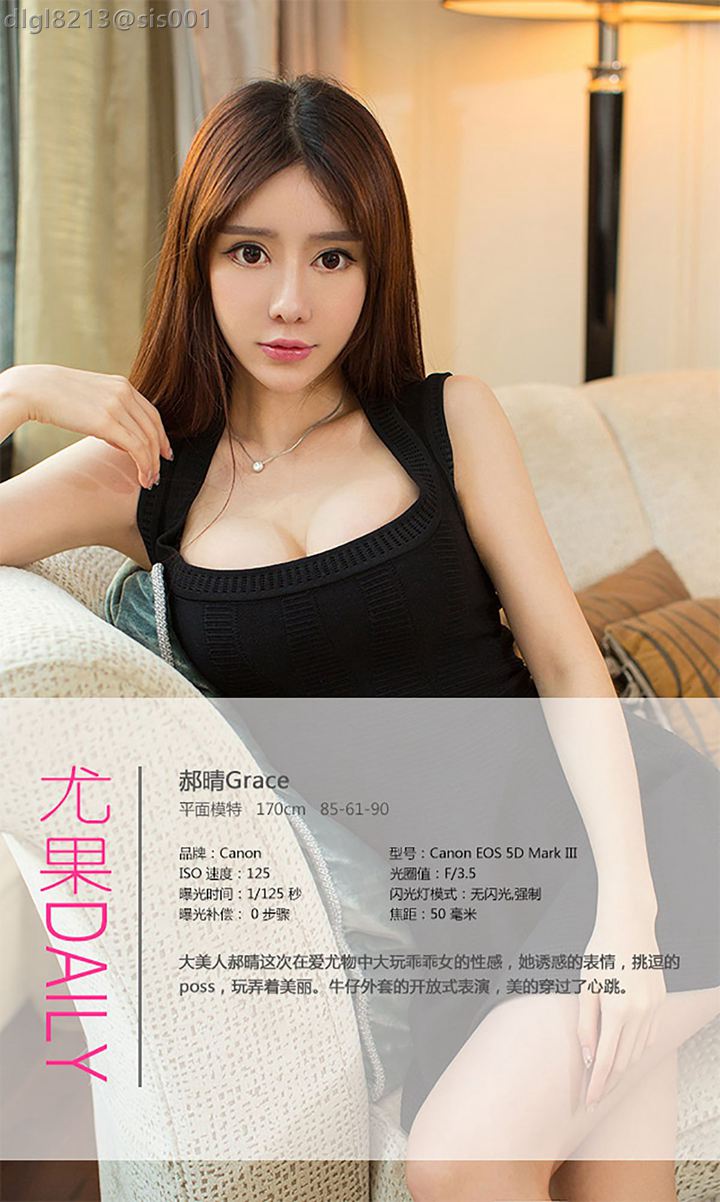 dlgl8213@sis001
尤果DAILY
郝晴Grace
平面模特 170cm 85-61-90
品牌：Canon 型号：Canon EOS 5D Mark III
ISO 速度：125 光圈值：F/3.5
曝光时间：1/125 秒 闪光灯模式：无闪光,强制
曝光补偿： 0 步骤 焦距：50 毫米
大美人郝晴这次在爱尤物中大玩乖乖女的性感，她诱惑的表情，挑逗的
poss，玩弄着美丽。牛仔外套的开放式表演，美的穿过了心跳。